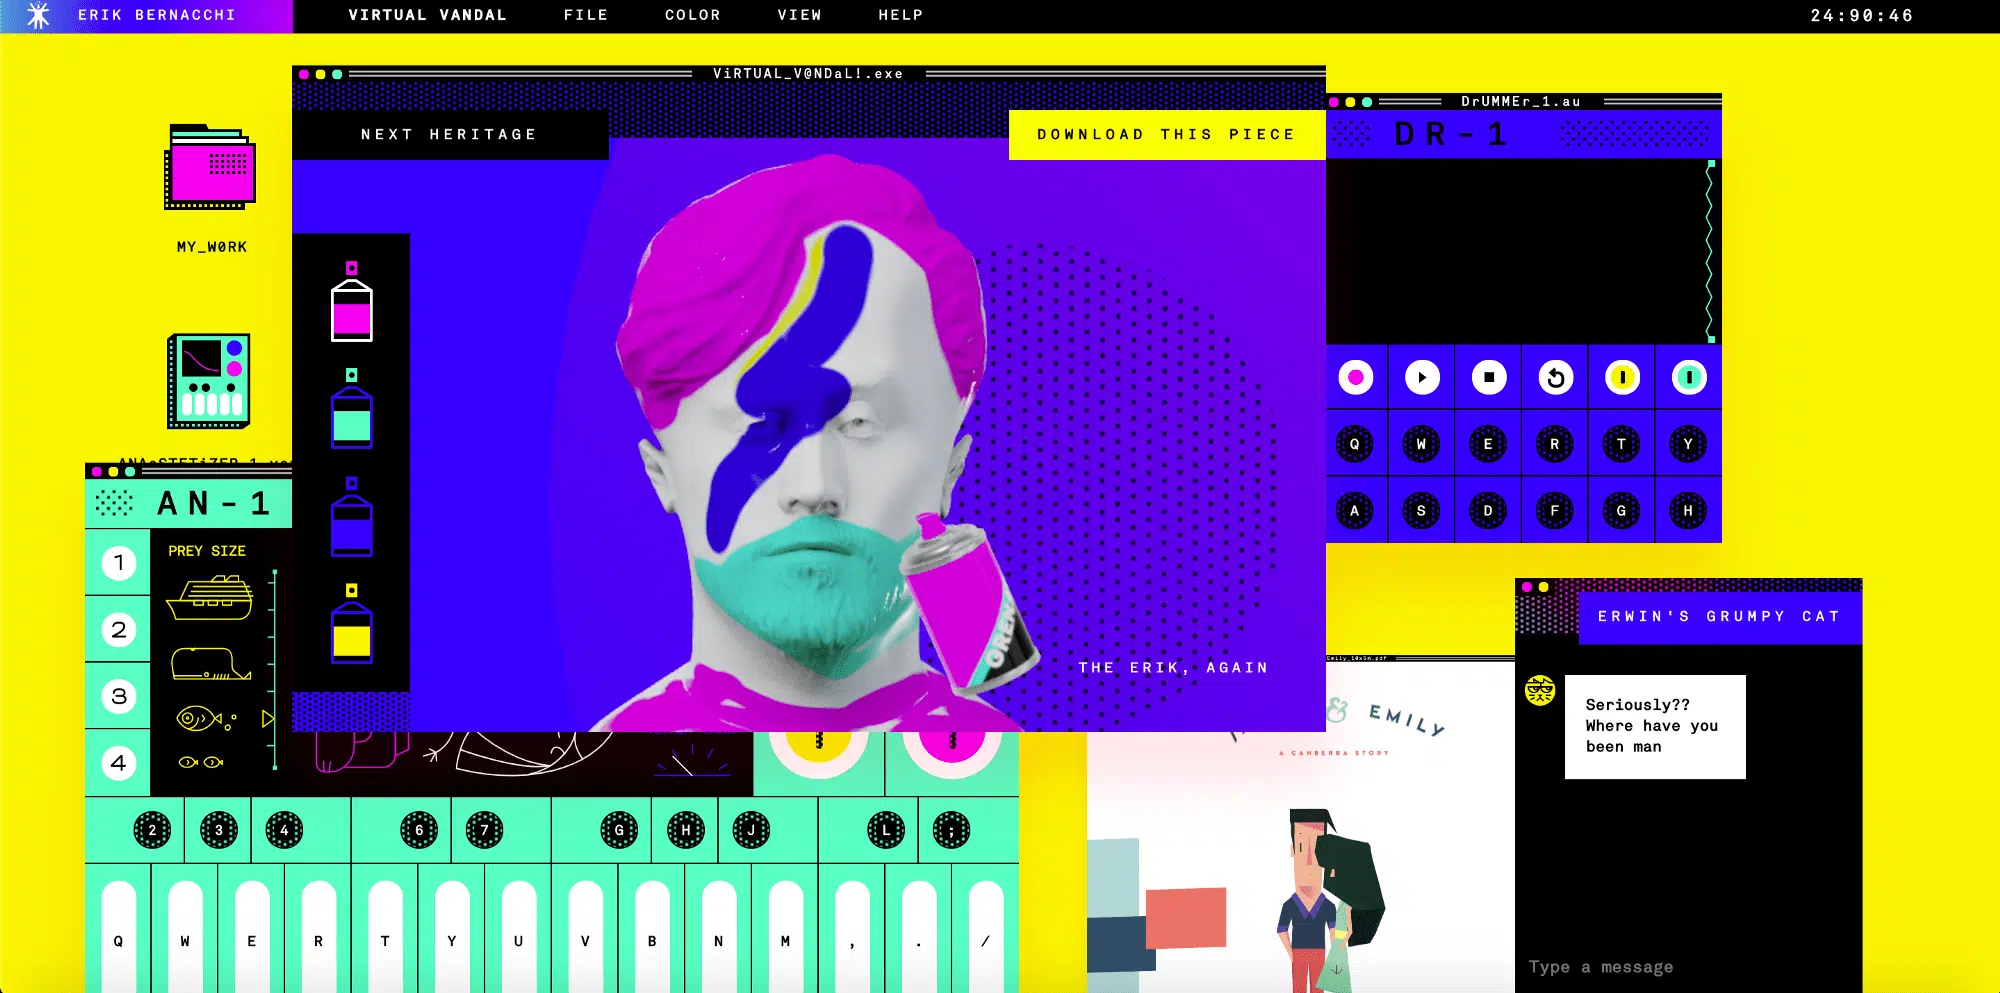 ERIK BERNACCHI
VIRTUAL VANDAL FILE COLOR VIEW HELP
24:90:46
ViRTUAL_V@NDaL!.exe
NEXT HERITAGE
DOWNLOAD THIS PIECE
THE ERIK, AGAIN
MY_W0RK
DrUMMEr_1.au
DR-1
Q W E R T Y
A S D F G H
AN-1
1
2
3
4
PREY SIZE
2 3 4 6 7 G H J L ;
Q W E R T Y U V B N M , . /
& EMILY
A CANBERRA STORY
ERWIN'S GRUMPY CAT
Seriously??
Where have you
been man
Type a message